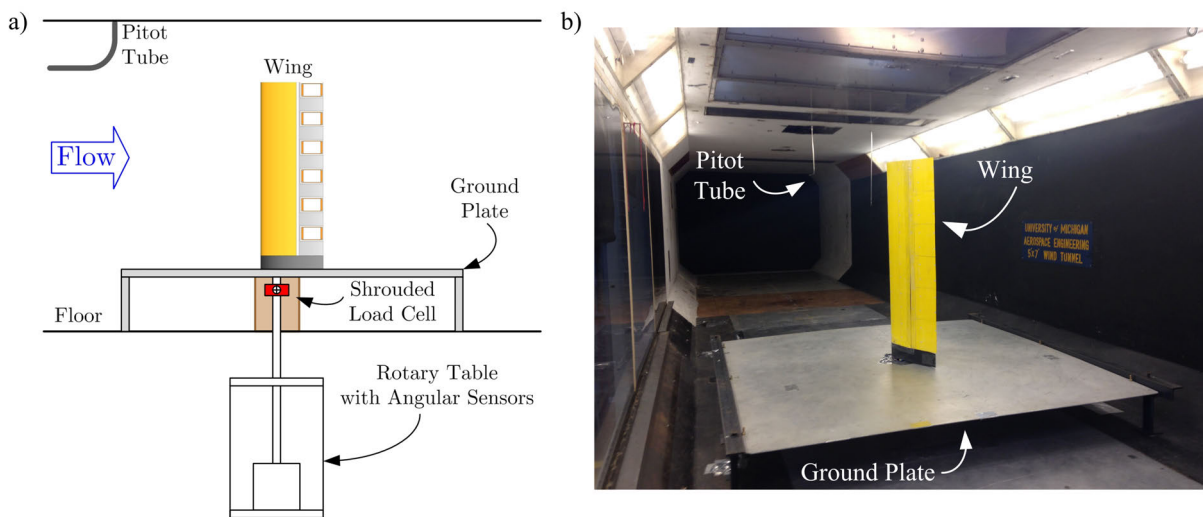 a)
Pitot
Tube
Wing
Flow
Ground
Plate
Shrouded
Load Cell
Floor
Rotary Table
with Angular Sensors
b)
Pitot
Tube
Wing
UNIVERSITY of MICHIGAN
AEROSPACE ENGINEERING
5x7' WIND TUNNEL
Ground Plate